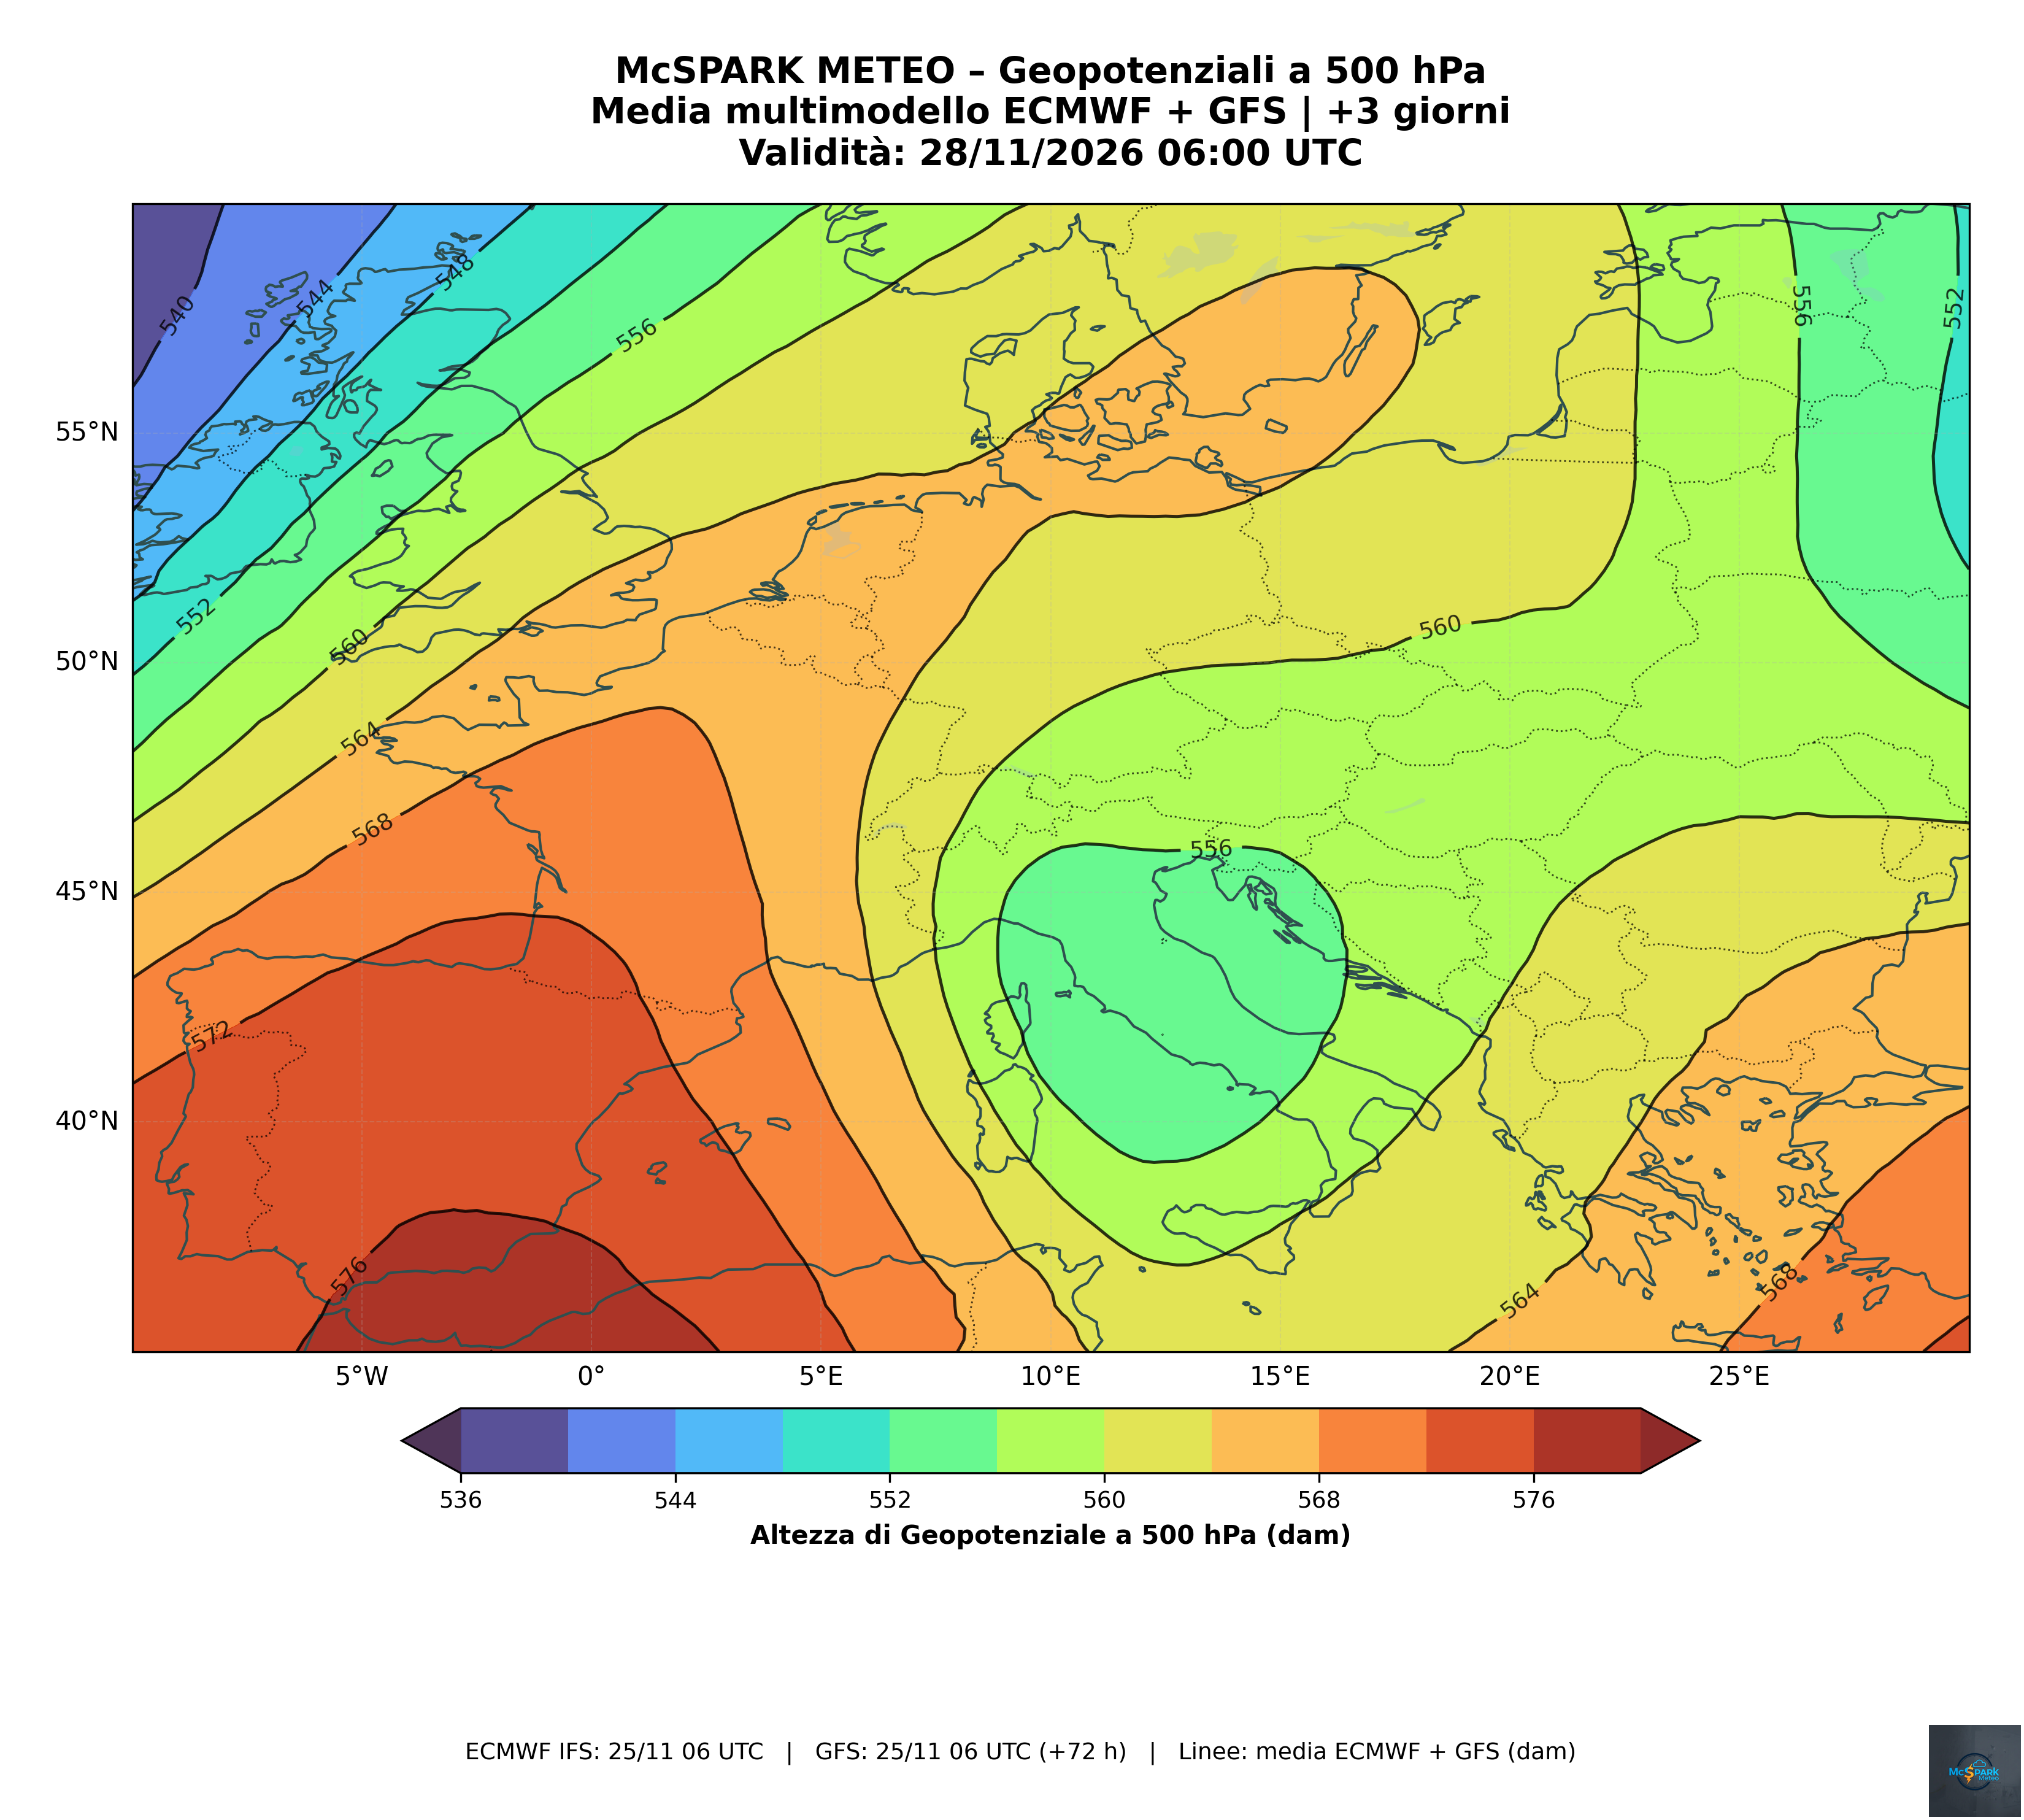 McSPARK METEO – Geopotenziali a 500 hPa
Media multimodello ECMWF + GFS | +3 giorni
Validità: 28/11/2026 06:00 UTC
540
544
548
556
556
552
55°N
552
560
560
50°N
564
568
556
45°N
572
40°N
576
564
568
5°W 0° 5°E 10°E 15°E 20°E 25°E
536 544 552 560 568 576
Altezza di Geopotenziale a 500 hPa (dam)
ECMWF IFS: 25/11 06 UTC | GFS: 25/11 06 UTC (+72 h) | Linee: media ECMWF + GFS (dam)
McSPARK
Meteo